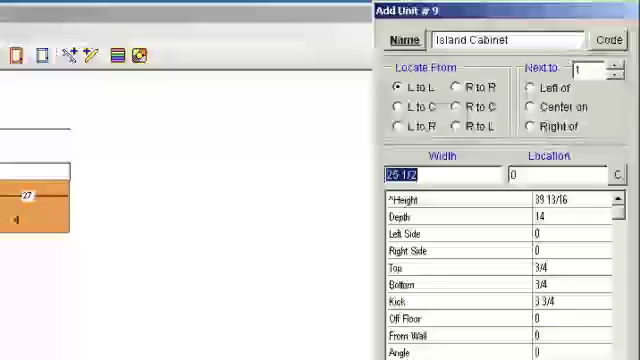 Add Unit # 9
Name Island Cabinet Code
Locate From Next to 1
L to L R to R Left of
L to C R to C Center on
L to R R to L Right of
Width Location
25 1/2 0 C
27
^Height 39 13/16
Depth 14
Left Side 0
Right Side 0
Top 3/4
Bottom 3/4
Kick 3 3/4
Off Floor 0
From Wall 0
Angle 0